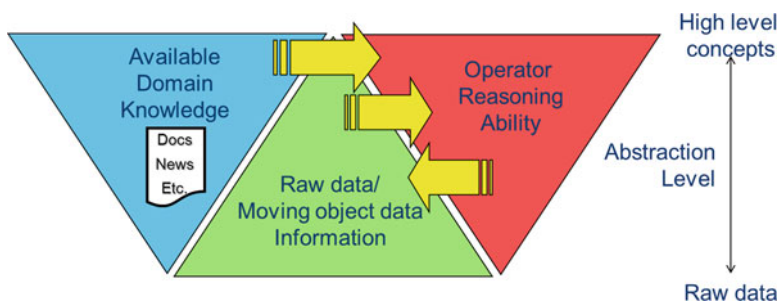 Available
Domain
Knowledge
Docs
News
Etc.
Raw data/
Moving object data
Information
Operator
Reasoning
Ability
High level
concepts
Abstraction
Level
Raw data